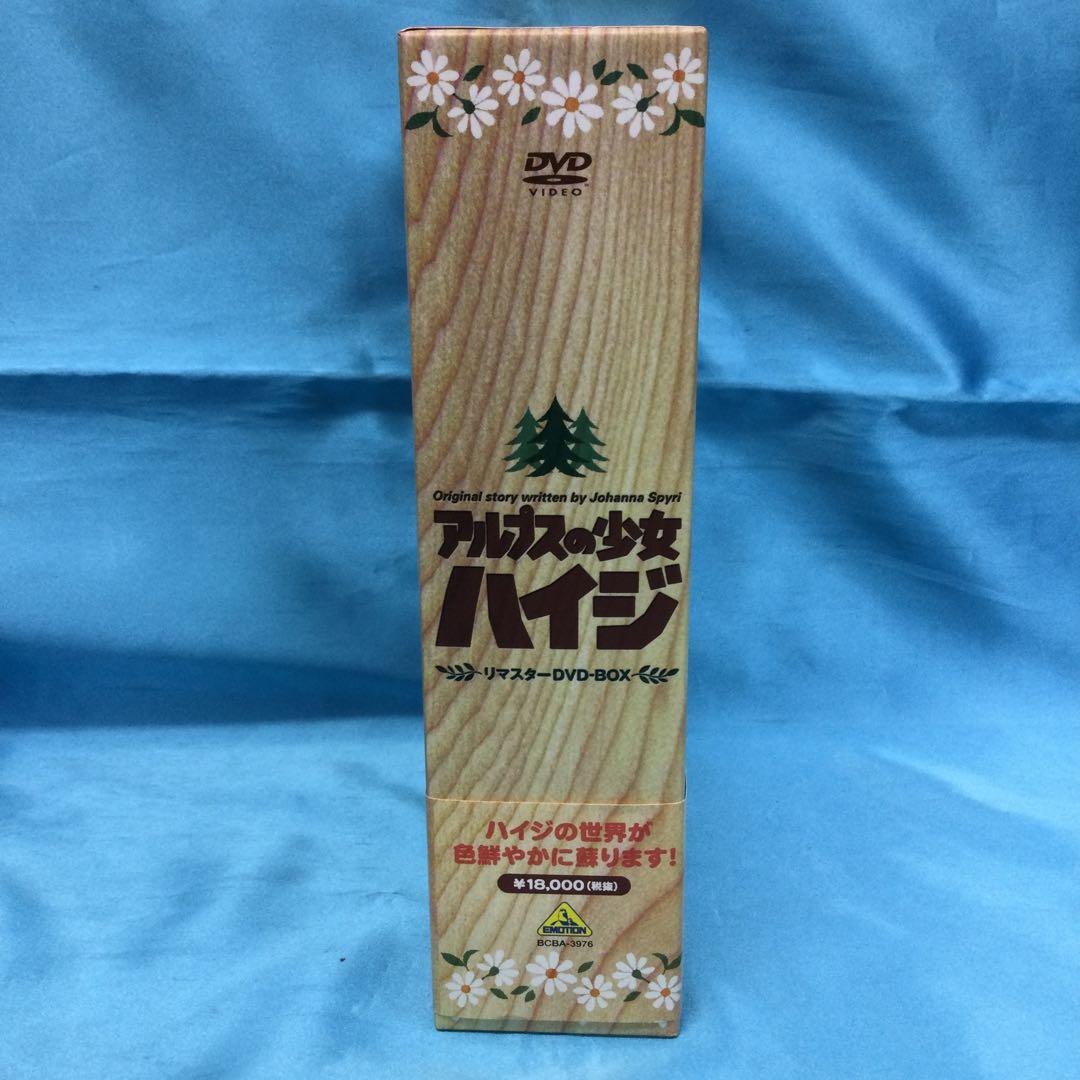 DVD
VIDEO
Original story written by Johanna Spyri
アルプスの少女
ハイジ
リマスターDVD-BOX
ハイジの世界が
色鮮やかに蘇ります!
¥18,000(税抜)
EMOTION
BCBA-3976